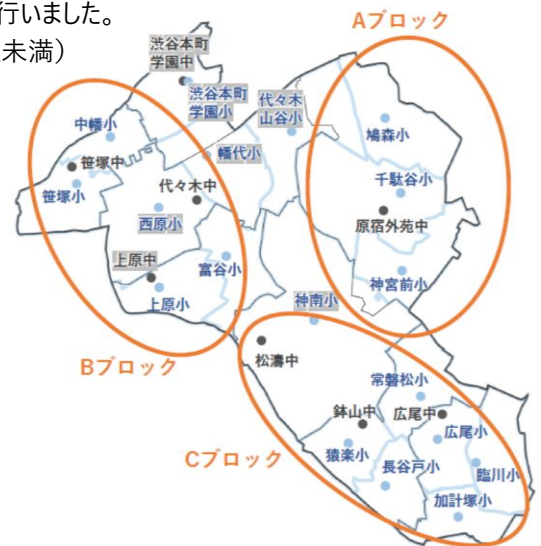 行いました。
未満）
Aブロック
渋谷本町
学園中
渋谷本町
学園小
代々木
山谷小
中幡小
鳩森小
幡代小
笹塚中
千駄谷小
笹塚小
代々木中
西原小
原宿外苑中
上原中
富谷小
神宮前小
上原小
神南小
Bブロック
松濤中
常磐松小
鉢山中
広尾中
広尾小
Cブロック
猿楽小
長谷戸小
臨川小
加計塚小